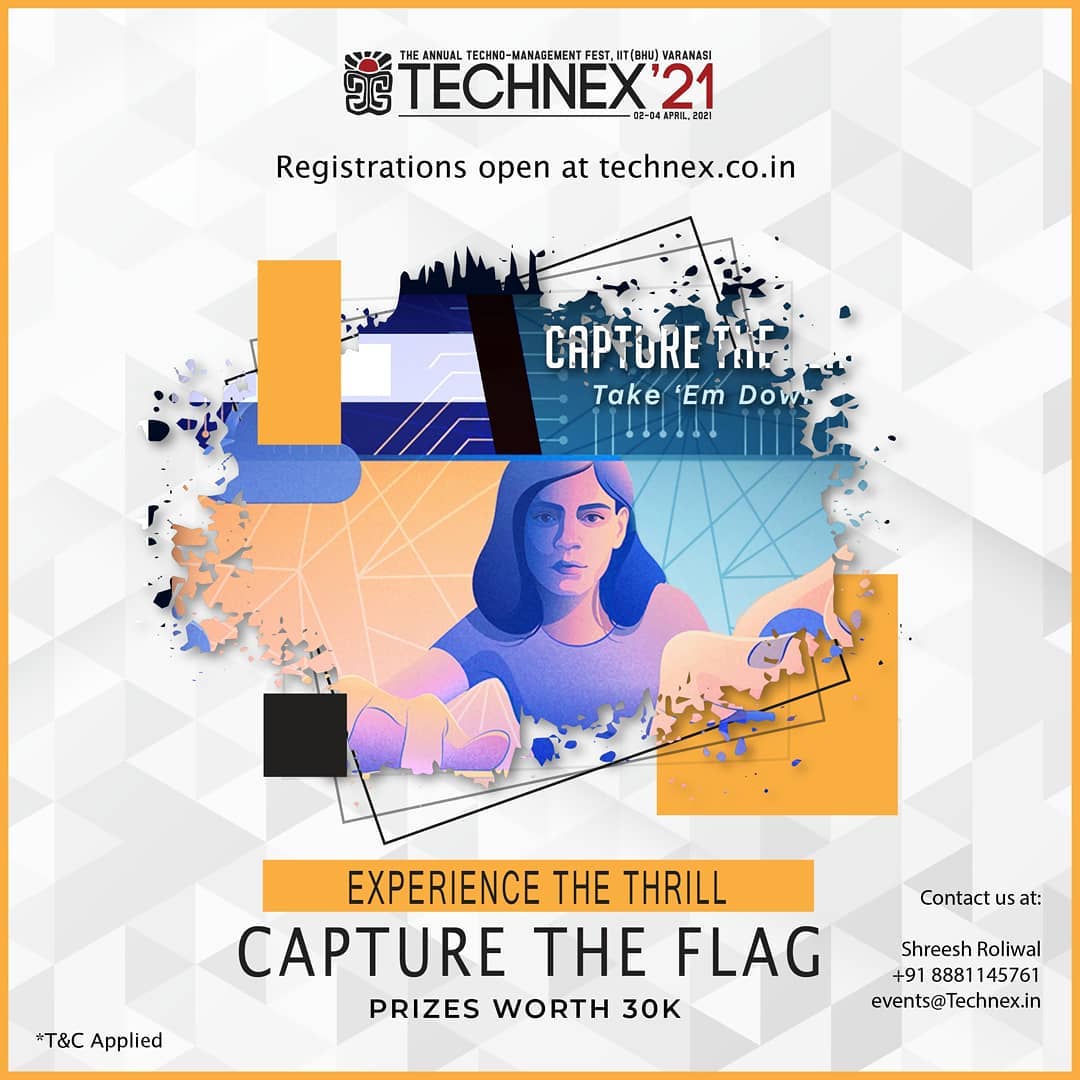 THE ANNUAL TECHNO-MANAGEMENT FEST, IIT(BHU) VARANASI
TECHNEX'21
02-04 APRIL, 2021
Registrations open at technex.co.in
CAPTURE THE
Take ‘Em Down
EXPERIENCE THE THRILL
CAPTURE THE FLAG
PRIZES WORTH 30K
Contact us at:
Shreesh Roliwal
+91 8881145761
events@Technex.in
*T&C Applied